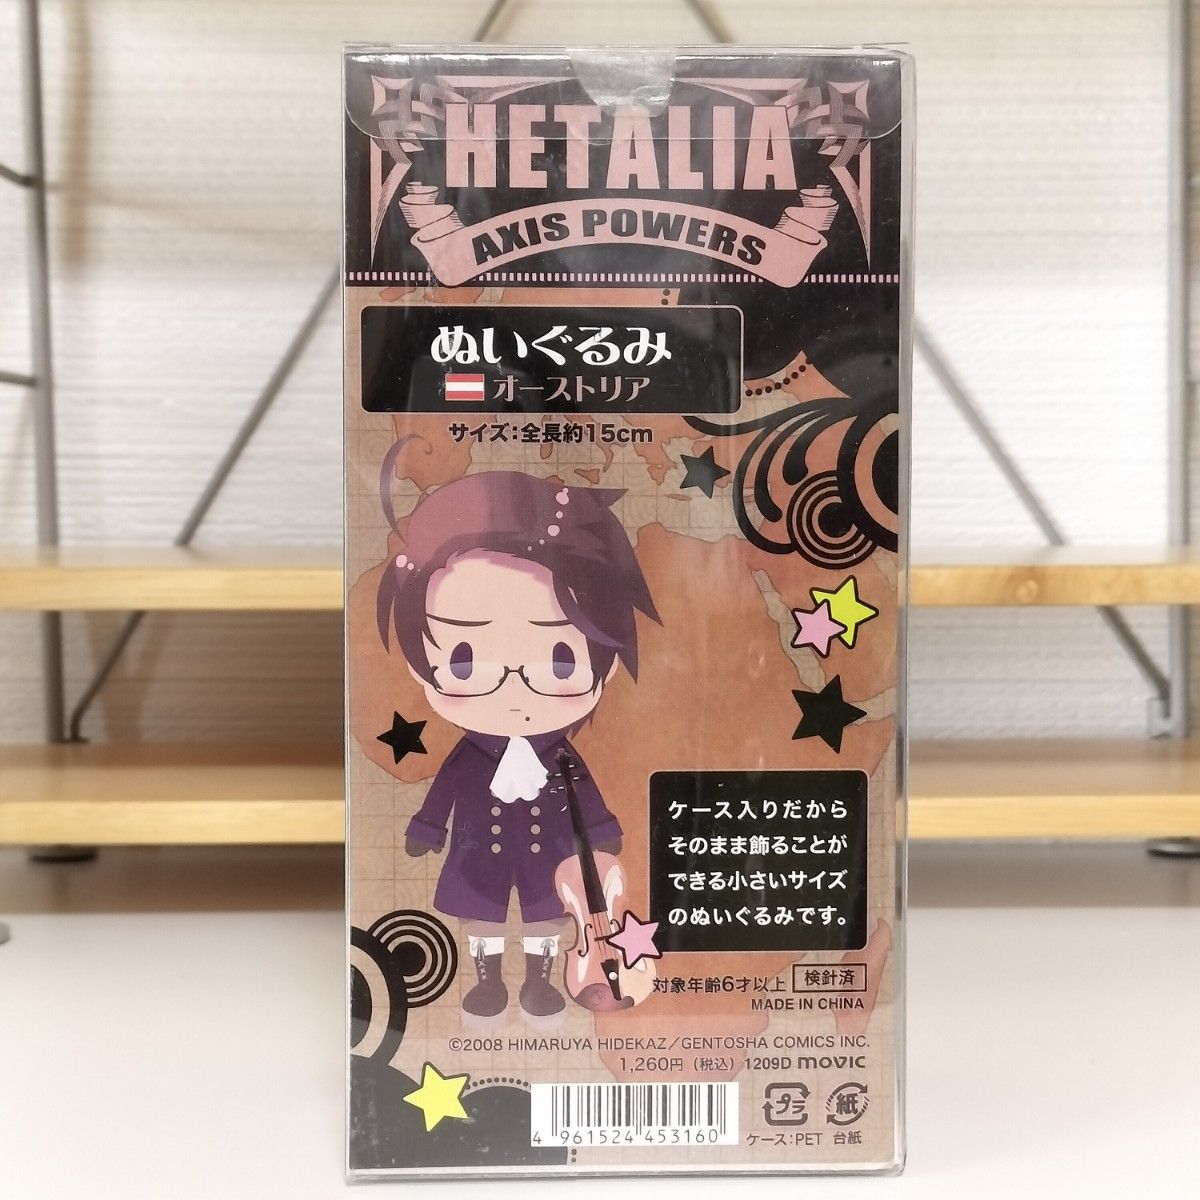 HETALIA
AXIS POWERS
ぬいぐるみ
オーストリア
サイズ:全長約15cm
ケース入りだから
そのまま飾ることが
できる小さいサイズ
のぬいぐるみです。
対象年齢6才以上 検針済
MADE IN CHINA
©2008 HIMARUYA HIDEKAZ/GENTOSHA COMICS INC.
1,260円(税込) 1209D movic
4 961524 453160
プラ 紙
ケース:PET 台紙